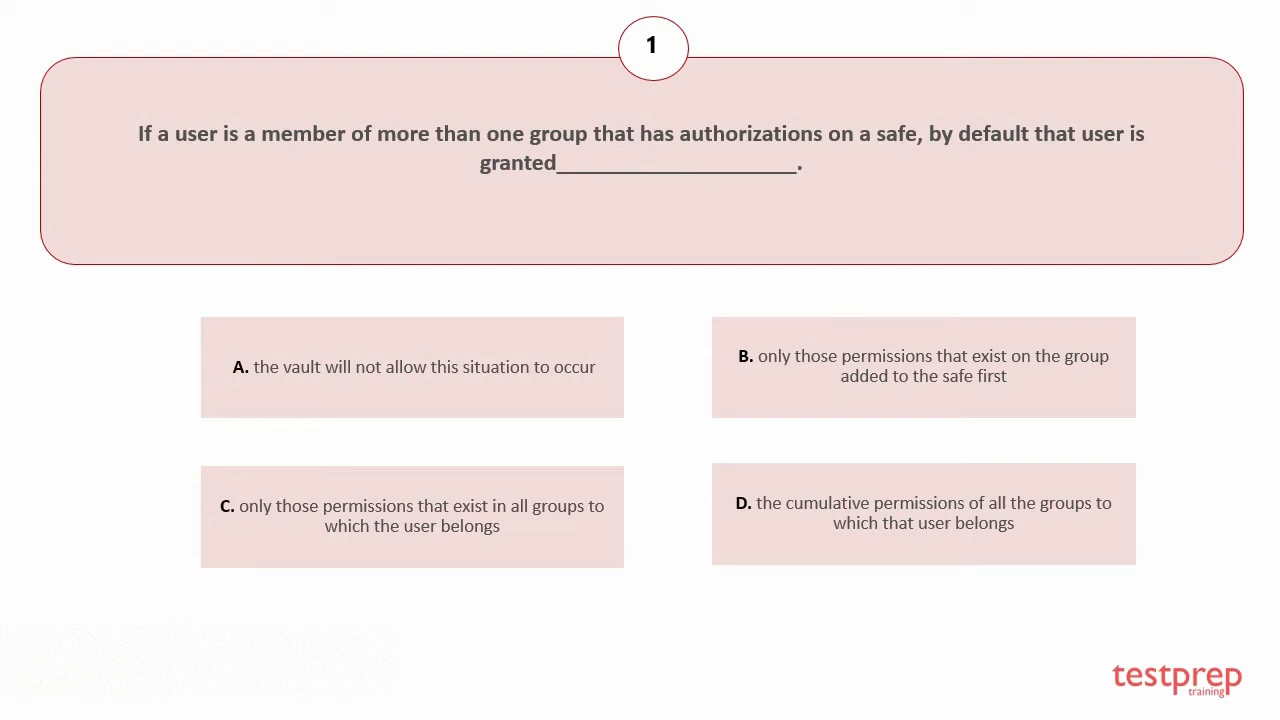 1
If a user is a member of more than one group that has authorizations on a safe, by default that user is
granted____________________.
A. the vault will not allow this situation to occur
B. only those permissions that exist on the group
added to the safe first
C. only those permissions that exist in all groups to
which the user belongs
D. the cumulative permissions of all the groups to
which that user belongs
testprep
training